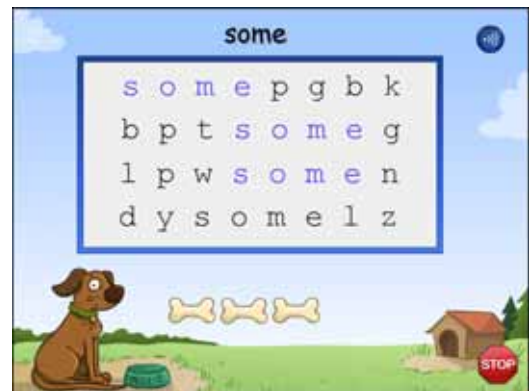 some
s o m e p g b k
b p t s o m e g
l p w s o m e n
d y s o m e l z
STOP